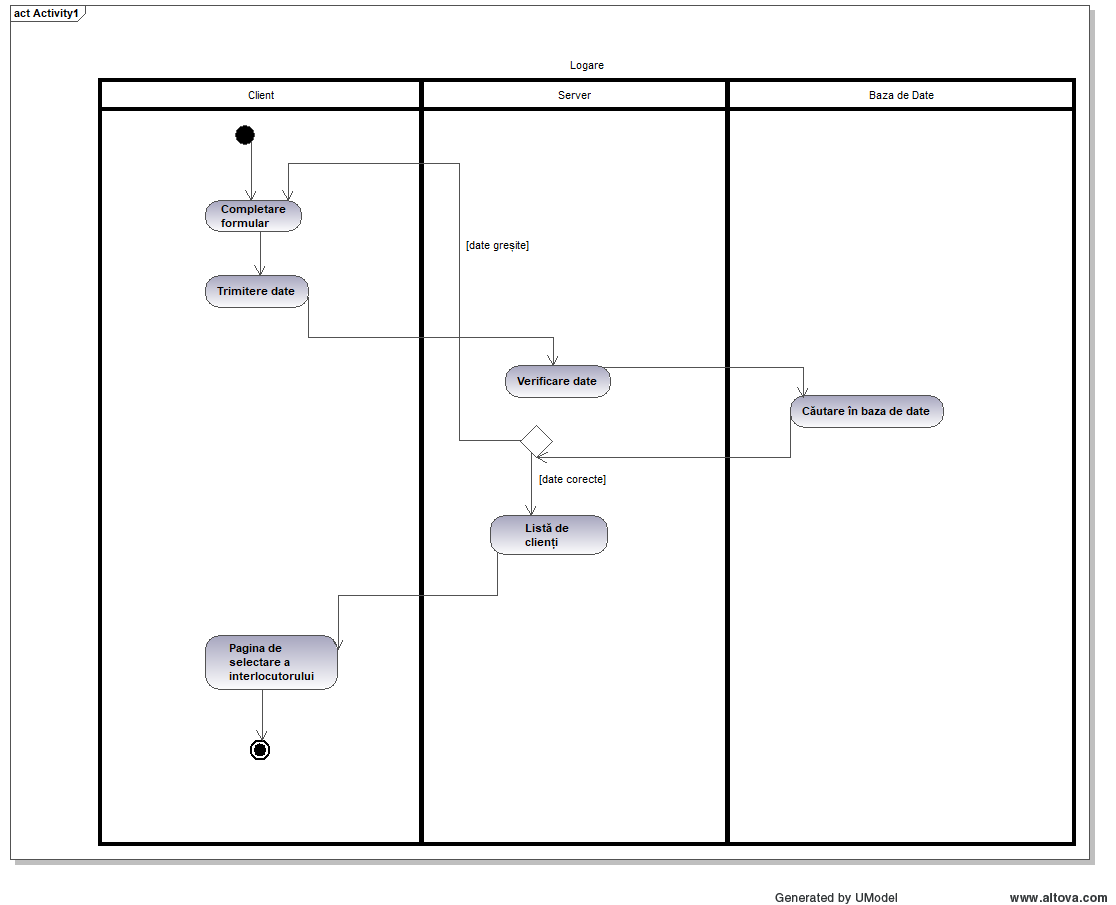 act Activity1
Logare
Client
Server
Baza de Date
Completare
formular
[date greșite]
Trimitere date
Verificare date
Căutare în baza de date
[date corecte]
Listă de
clienți
Pagina de
selectare a
interlocutorului
Generated by UModel
www.altova.com